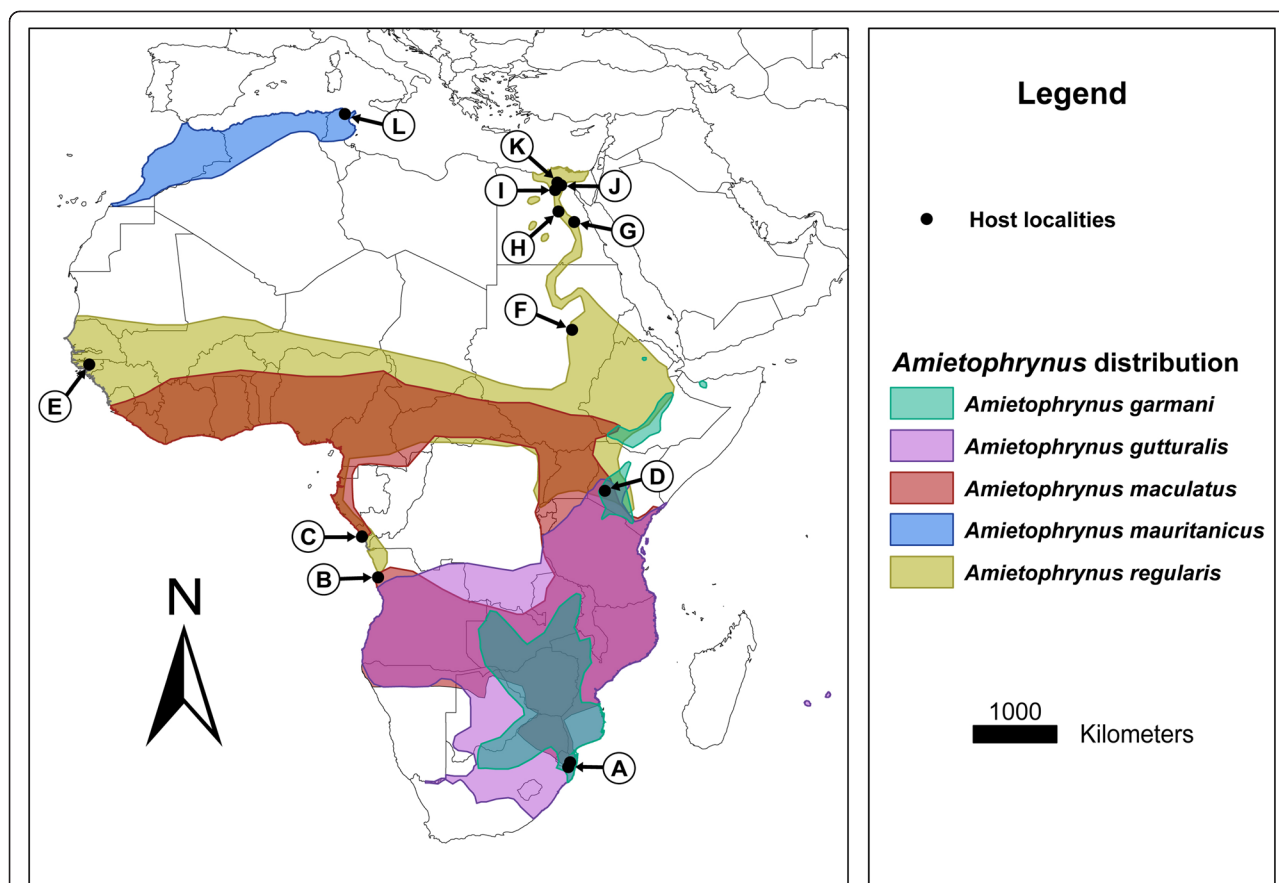 L
K
I
J
H
G
F
E
D
C
B
A
N
Legend
Host localities
Amietophrynus distribution
Amietophrynus garmani
Amietophrynus gutturalis
Amietophrynus maculatus
Amietophrynus mauritanicus
Amietophrynus regularis
1000
Kilometers